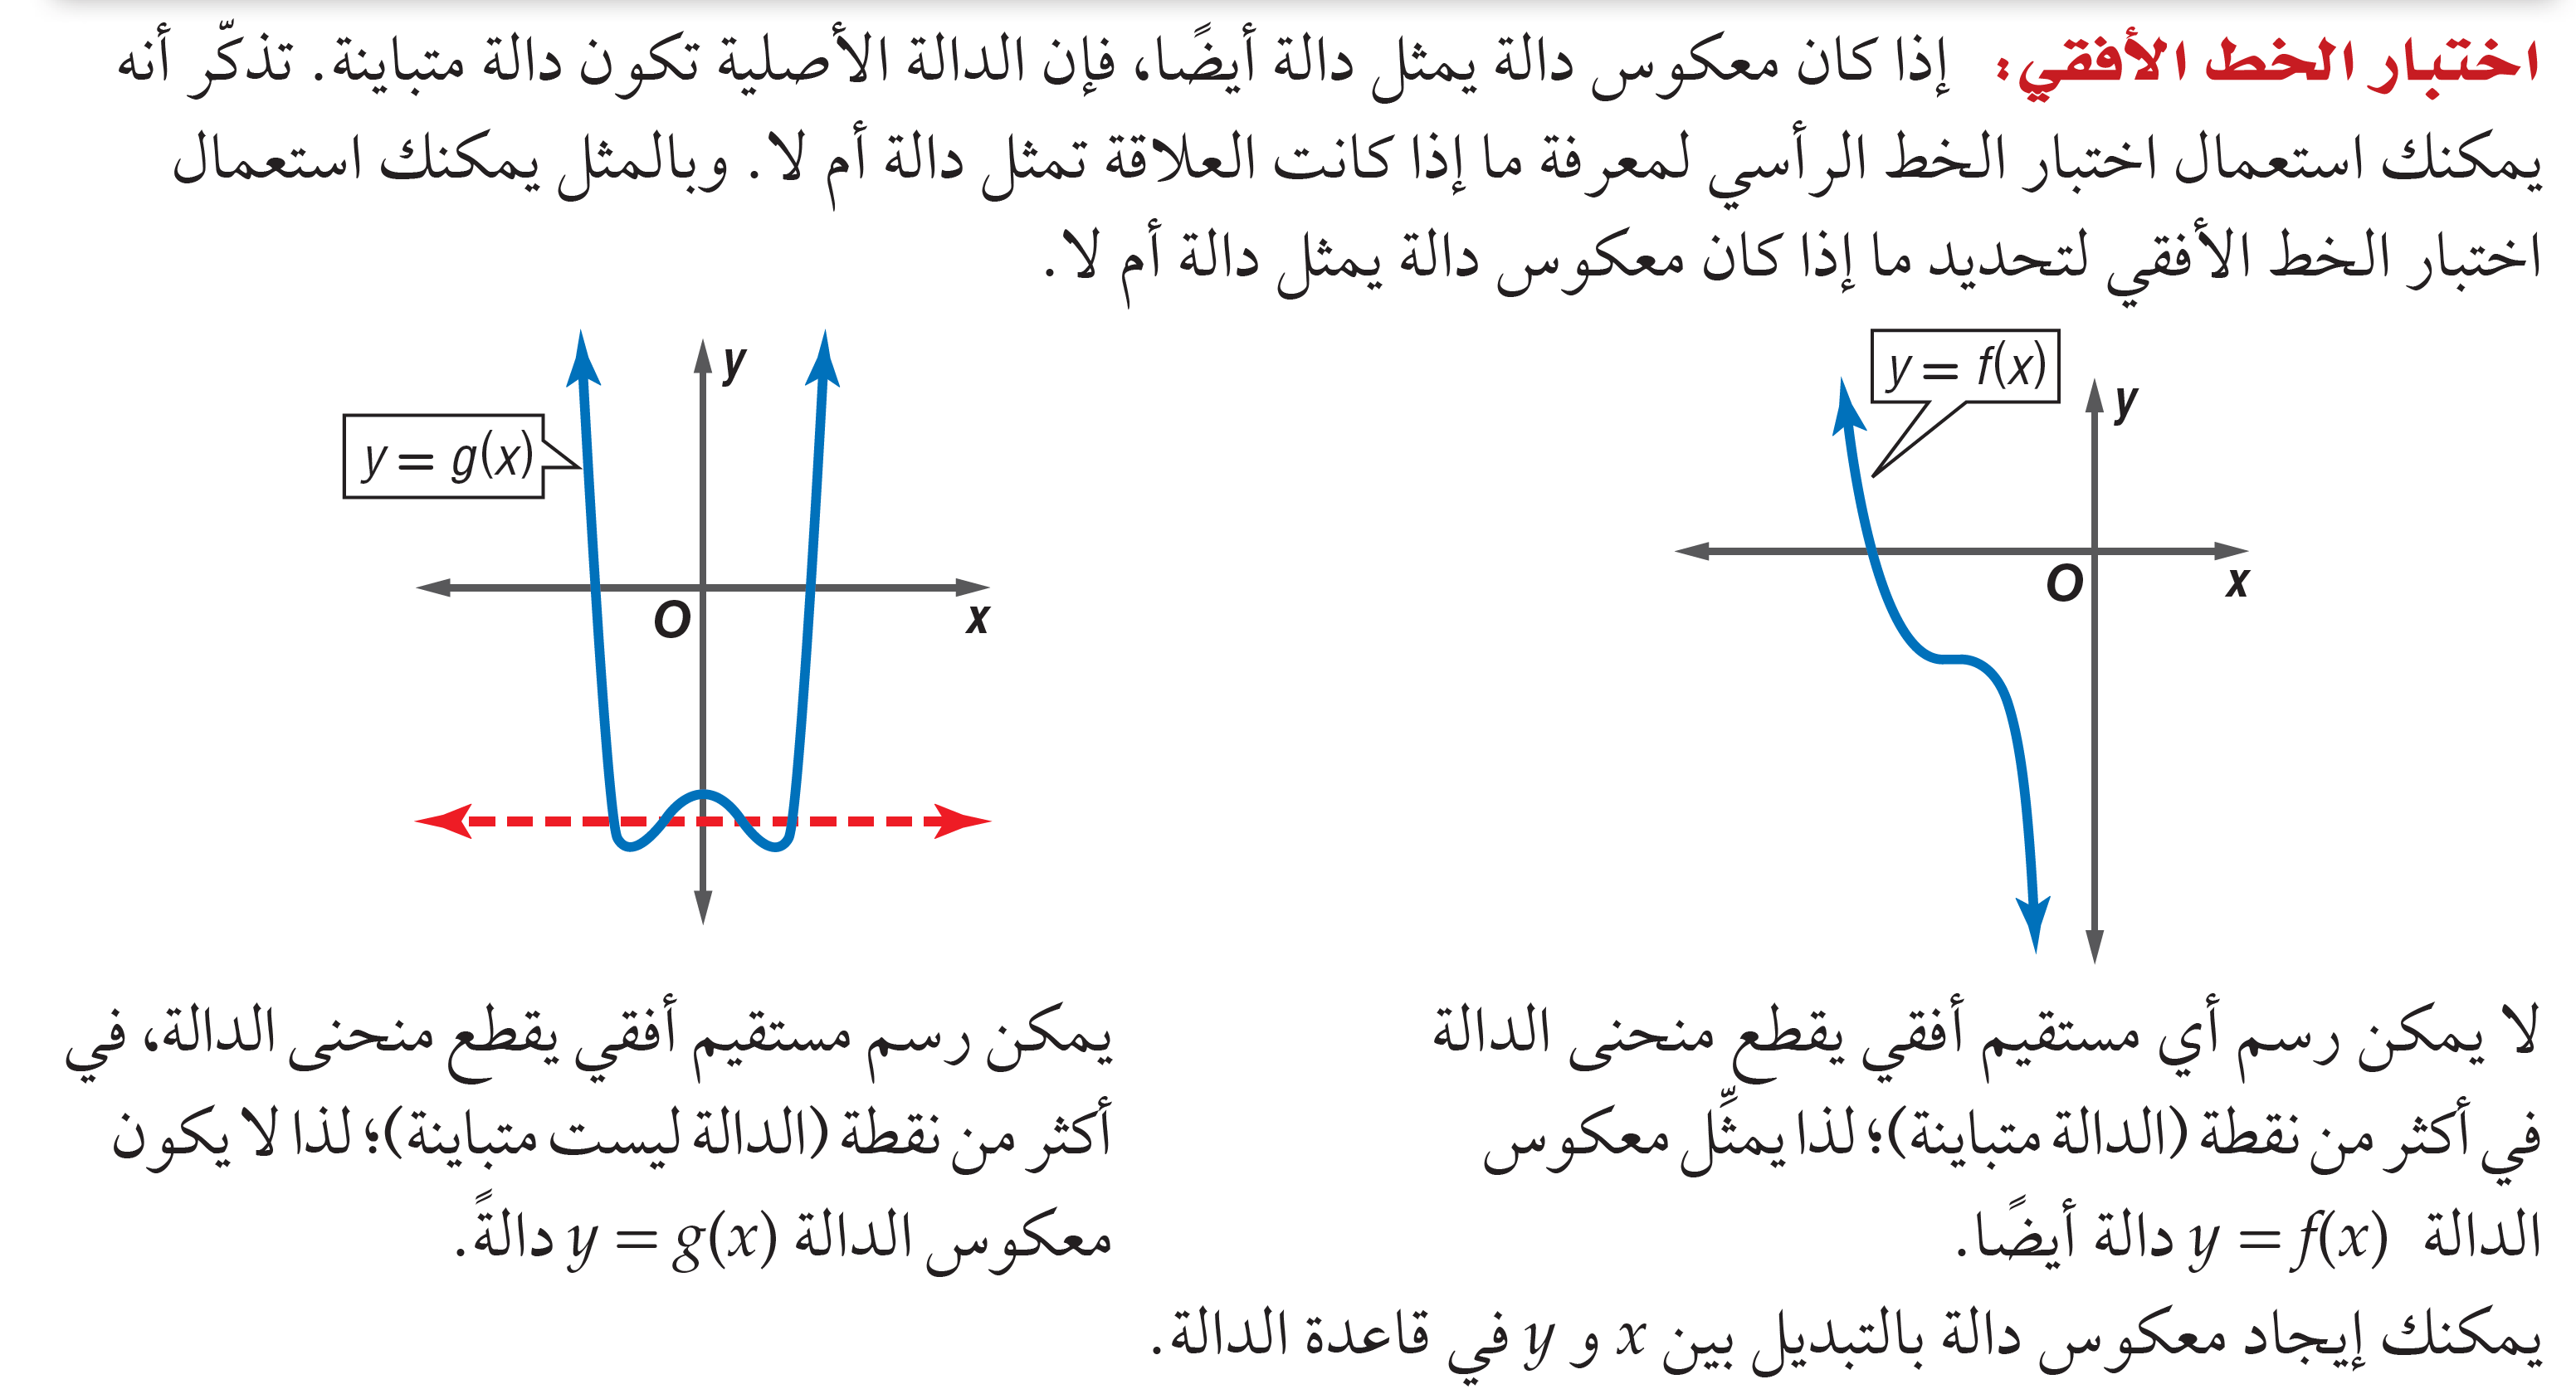 اختبار الخط الأفقي: إذا كان معكوس دالة يمثل دالة أيضًا، فإن الدالة الأصلية تكون دالة متباينة. تذكّر أنه
يمكنك استعمال اختبار الخط الرأسي لمعرفة ما إذا كانت العلاقة تمثل دالة أم لا. وبالمثل يمكنك استعمال
اختبار الخط الأفقي لتحديد ما إذا كان معكوس دالة يمثل دالة أم لا.
y = f(x)
y
O
x
لا يمكن رسم أي مستقيم أفقي يقطع منحنى الدالة
في أكثر من نقطة (الدالة متباينة)؛ لذا يمثِّل معكوس
الدالة y = f(x) دالة أيضًا.
y
y = g(x)
O
x
يمكن رسم مستقيم أفقي يقطع منحنى الدالة، في
أكثر من نقطة (الدالة ليست متباينة)؛ لذا لا يكون
معكوس الدالة y = g(x) دالةً.
يمكنك إيجاد معكوس دالة بالتبديل بين x و y في قاعدة الدالة.